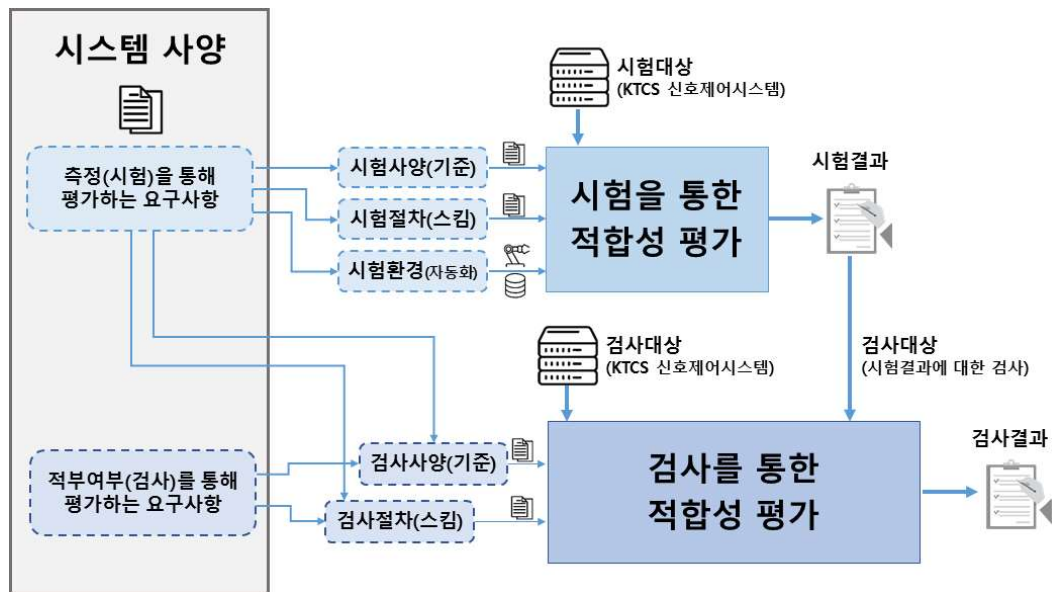 시스템 사양
측정(시험)을 통해
평가하는 요구사항
적부여부(검사)를 통해
평가하는 요구사항
시험사양(기준)
시험절차(스킴)
시험환경(자동화)
시험대상
(KTCS 신호제어시스템)
시험을 통한
적합성 평가
시험결과
검사대상
(KTCS 신호제어시스템)
검사대상
(시험결과에 대한 검사)
검사사양(기준)
검사절차(스킴)
검사를 통한
적합성 평가
검사결과